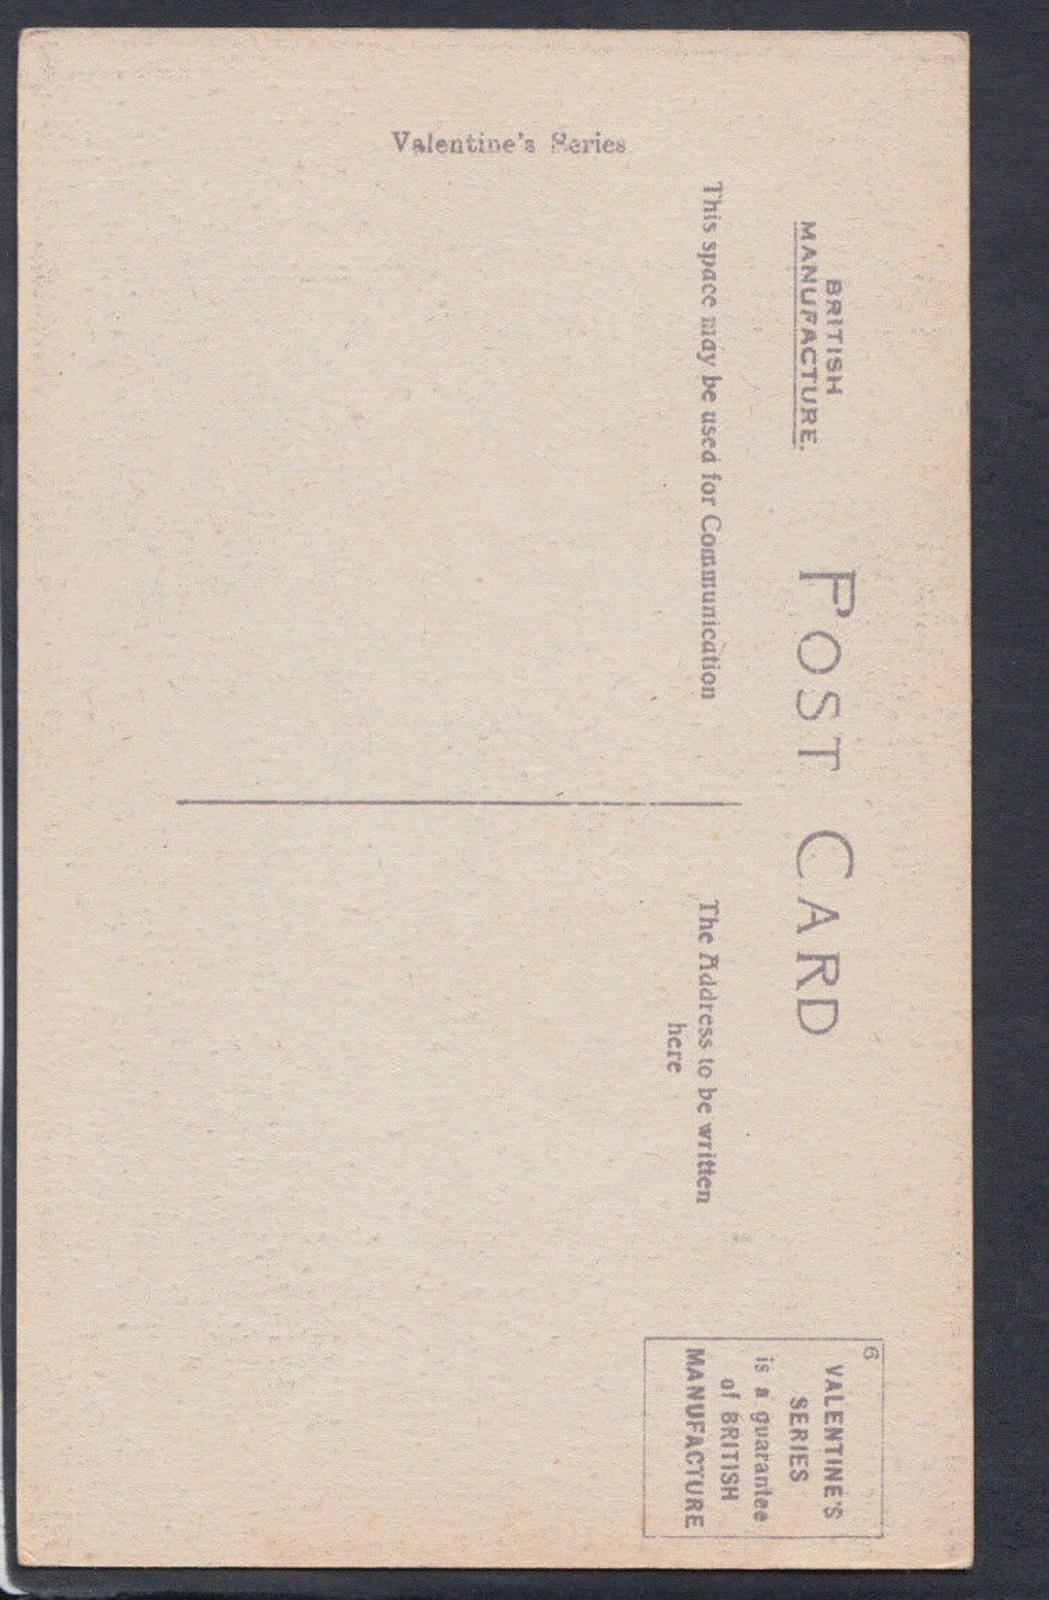 Valentine's Series
BRITISH
MANUFACTURE.
POST CARD
This space may be used for Communication
The Address to be written
here
6
VALENTINE'S
SERIES
is a guarantee
of BRITISH
MANUFACTURE